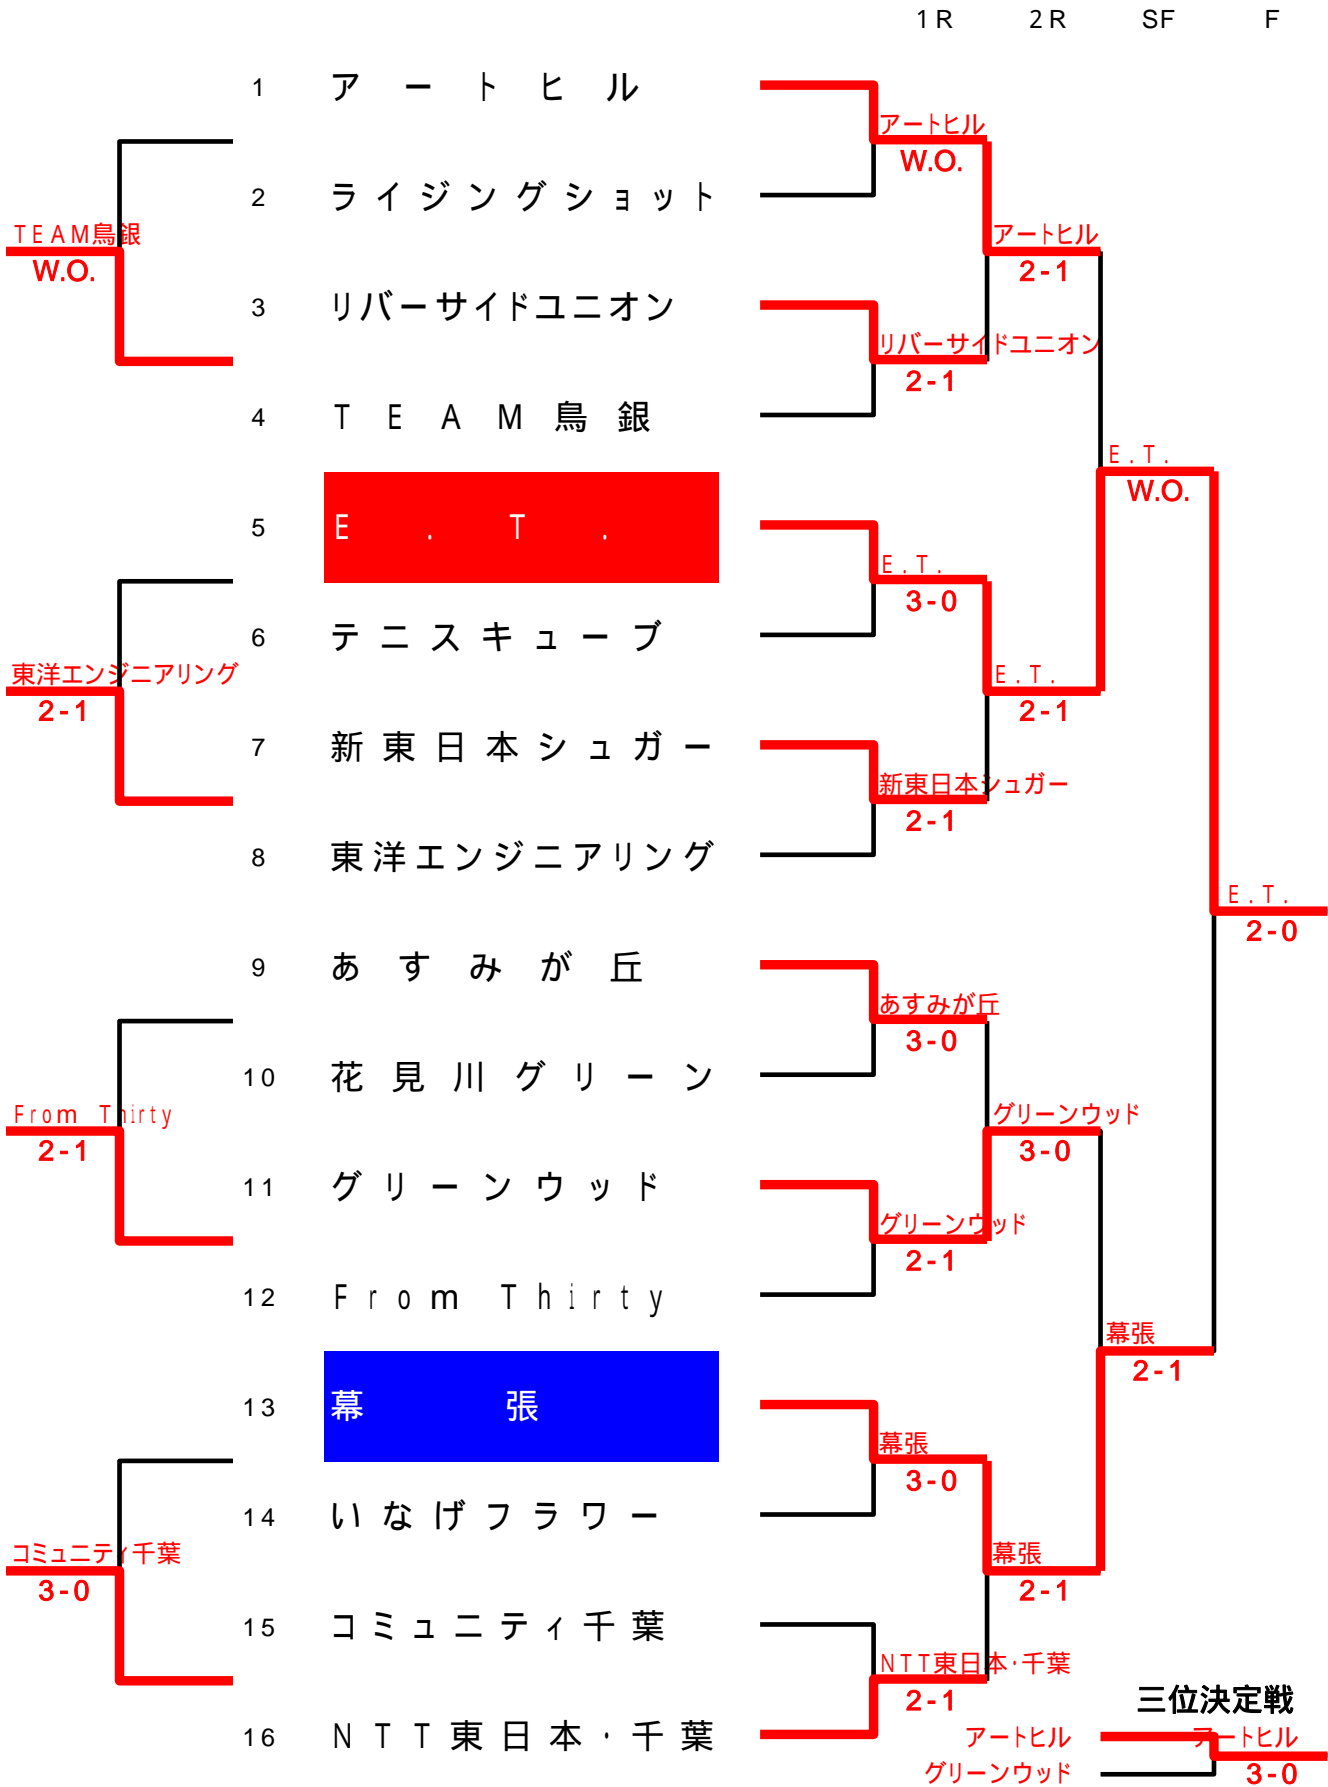 1R 2R SF F
1 アートヒル
アートヒル
W.O.
2 ライジングショット
TEAM鳥銀
W.O.
アートヒル
2-1
3 リバーサイドユニオン
リバーサイドユニオン
2-1
4 TEAM鳥銀
E.T.
W.O.
5 E.T.
E.T.
3-0
6 テニスキューブ
東洋エンジニアリング
2-1
E.T.
2-1
7 新東日本シュガー
新東日本シュガー
2-1
8 東洋エンジニアリング
E.T.
2-0
9 あすみが丘
あすみが丘
3-0
10 花見川グリーン
From Thirty
2-1
グリーンウッド
3-0
11 グリーンウッド
グリーンウッド
2-1
12 From Thirty
幕張
2-1
13 幕張
幕張
3-0
14 いなげフラワー
コミュニティ千葉
3-0
幕張
2-1
15 コミュニティ千葉
NTT東日本・千葉
2-1
16 NTT東日本・千葉
三位決定戦
アートヒル アートヒル
グリーンウッド 3-0